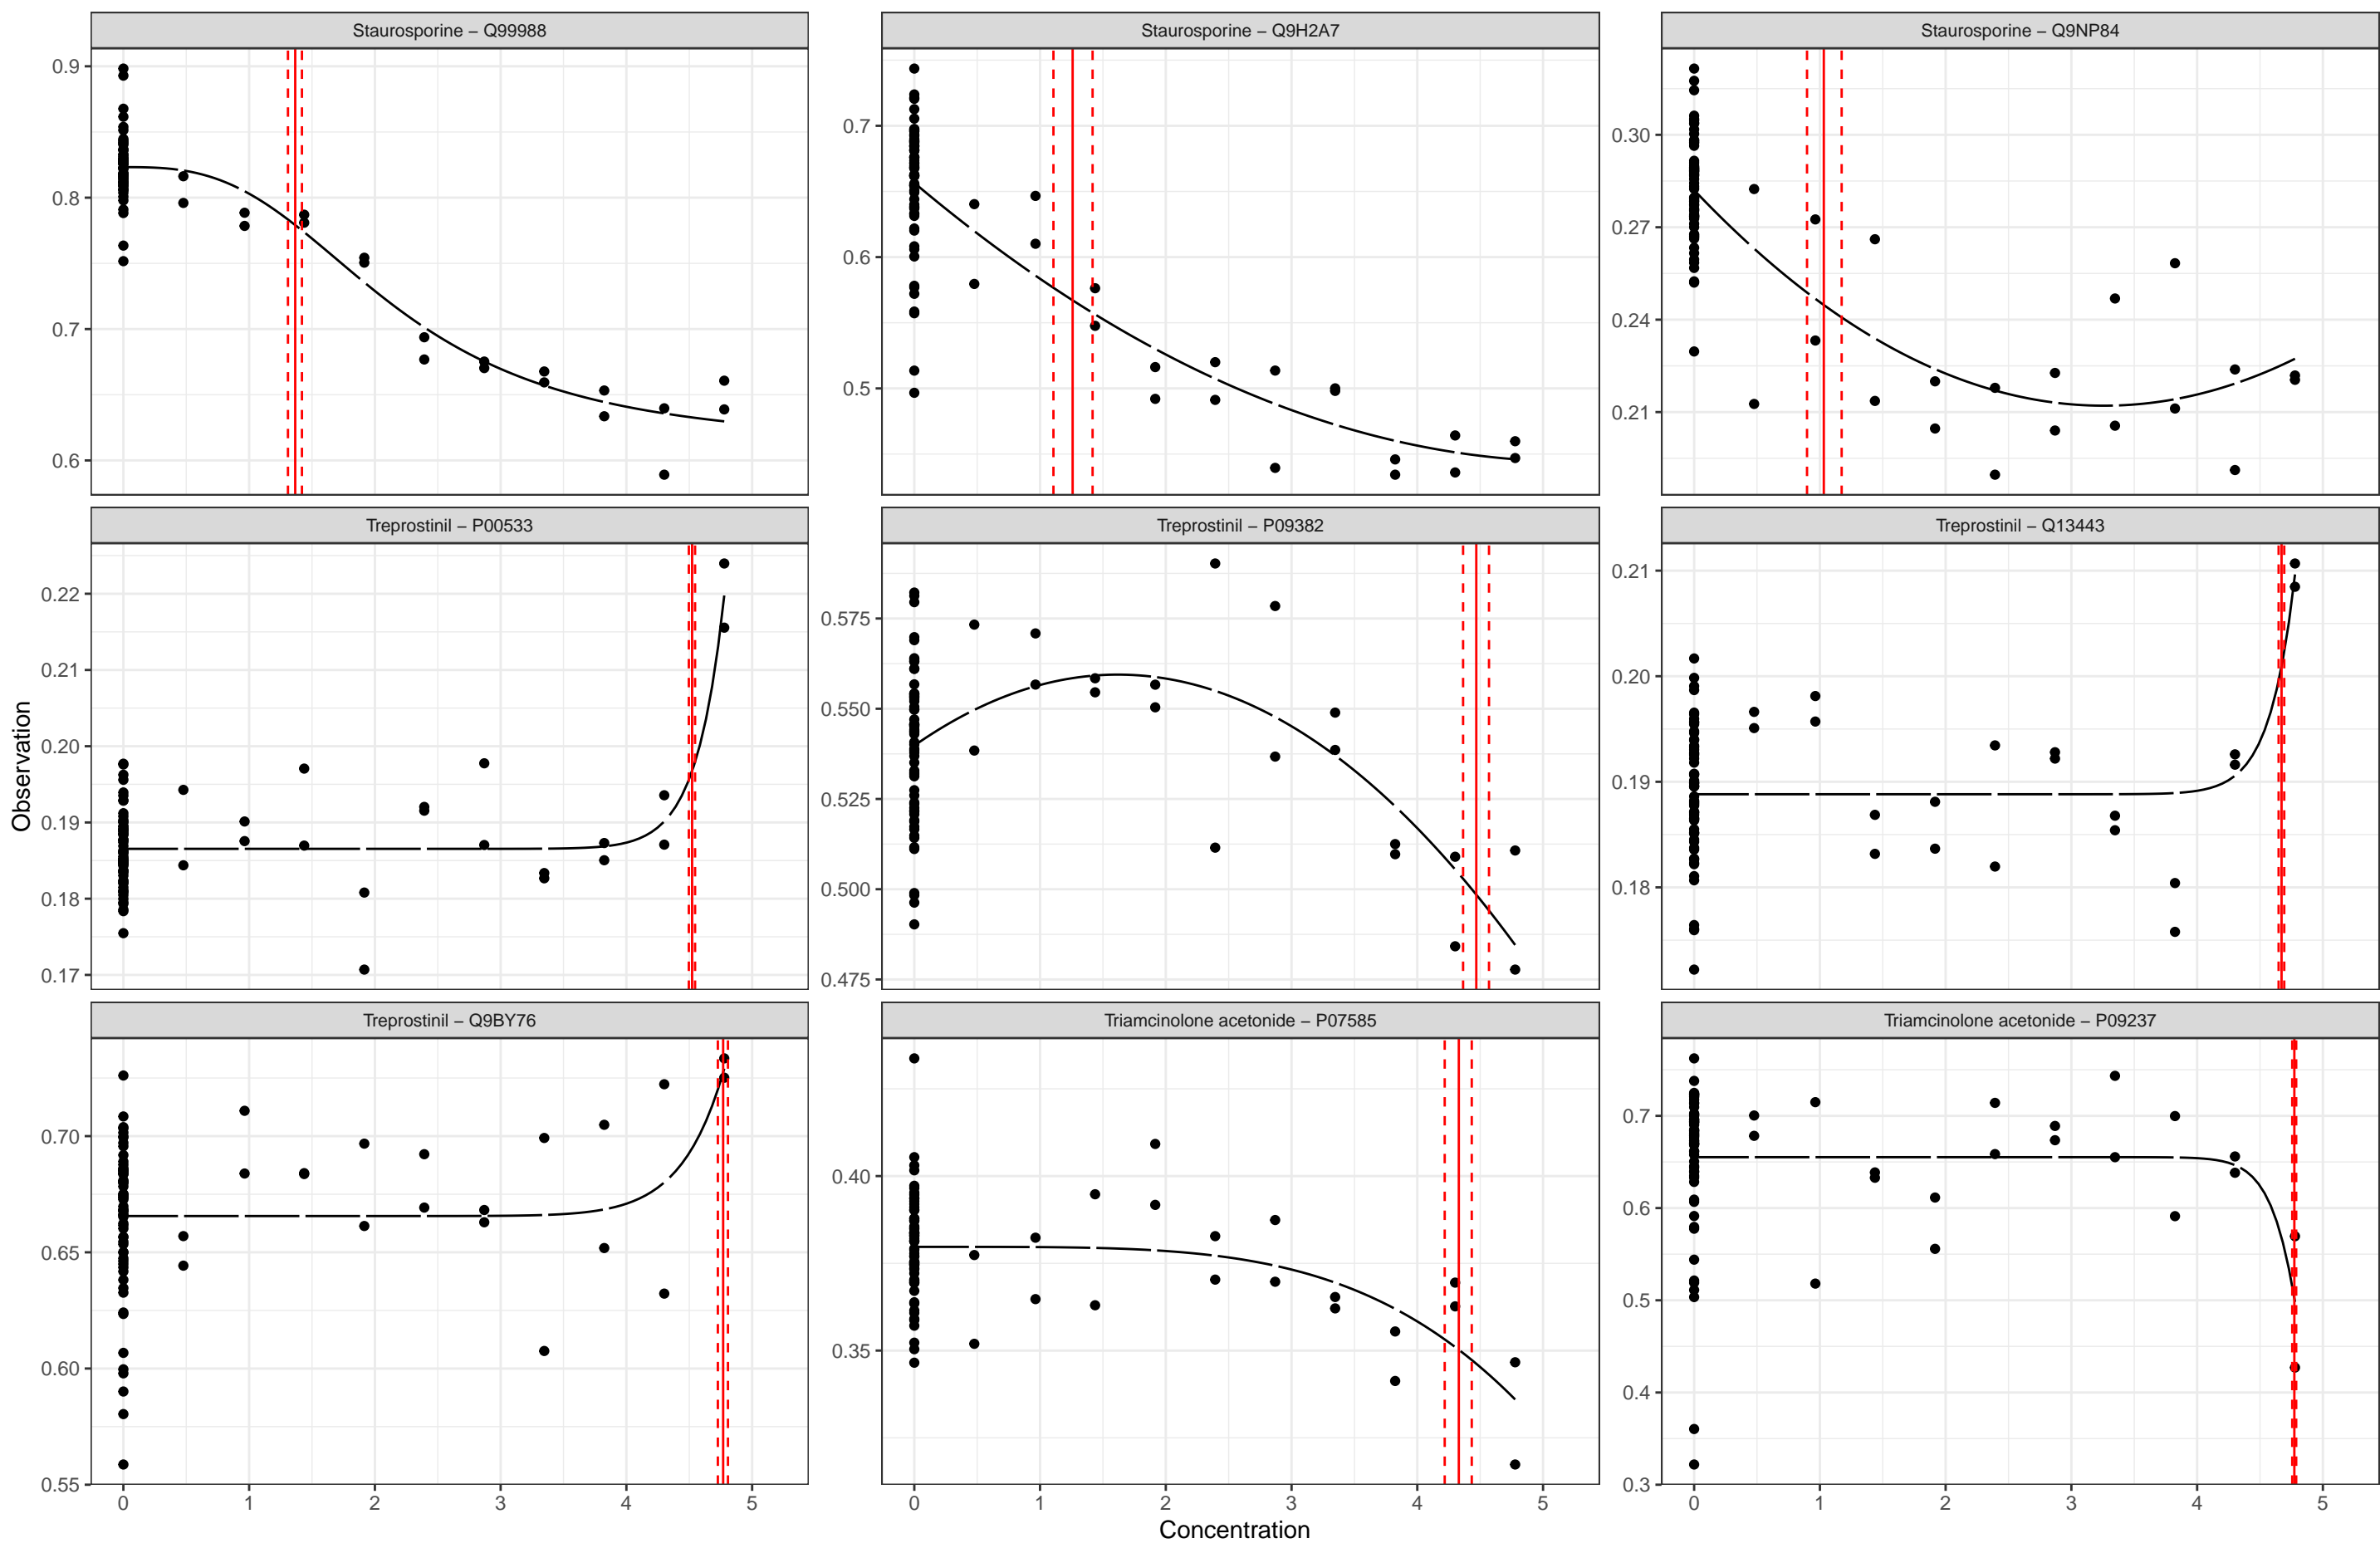 Staurosporine – Q99988
Staurosporine – Q9H2A7
Staurosporine – Q9NP84
0.9
0.8
0.7
0.6
0.7
0.6
0.5
0.30
0.27
0.24
0.21
Treprostinil – P00533
Treprostinil – P09382
Treprostinil – Q13443
0.22
0.21
0.20
0.19
0.18
0.17
0.575
0.550
0.525
0.500
0.475
0.21
0.20
0.19
0.18
Observation
Treprostinil – Q9BY76
Triamcinolone acetonide – P07585
Triamcinolone acetonide – P09237
0.70
0.65
0.60
0.55
0.40
0.35
0.7
0.6
0.5
0.4
0.3
0 1 2 3 4 5
0 1 2 3 4 5
0 1 2 3 4 5
Concentration